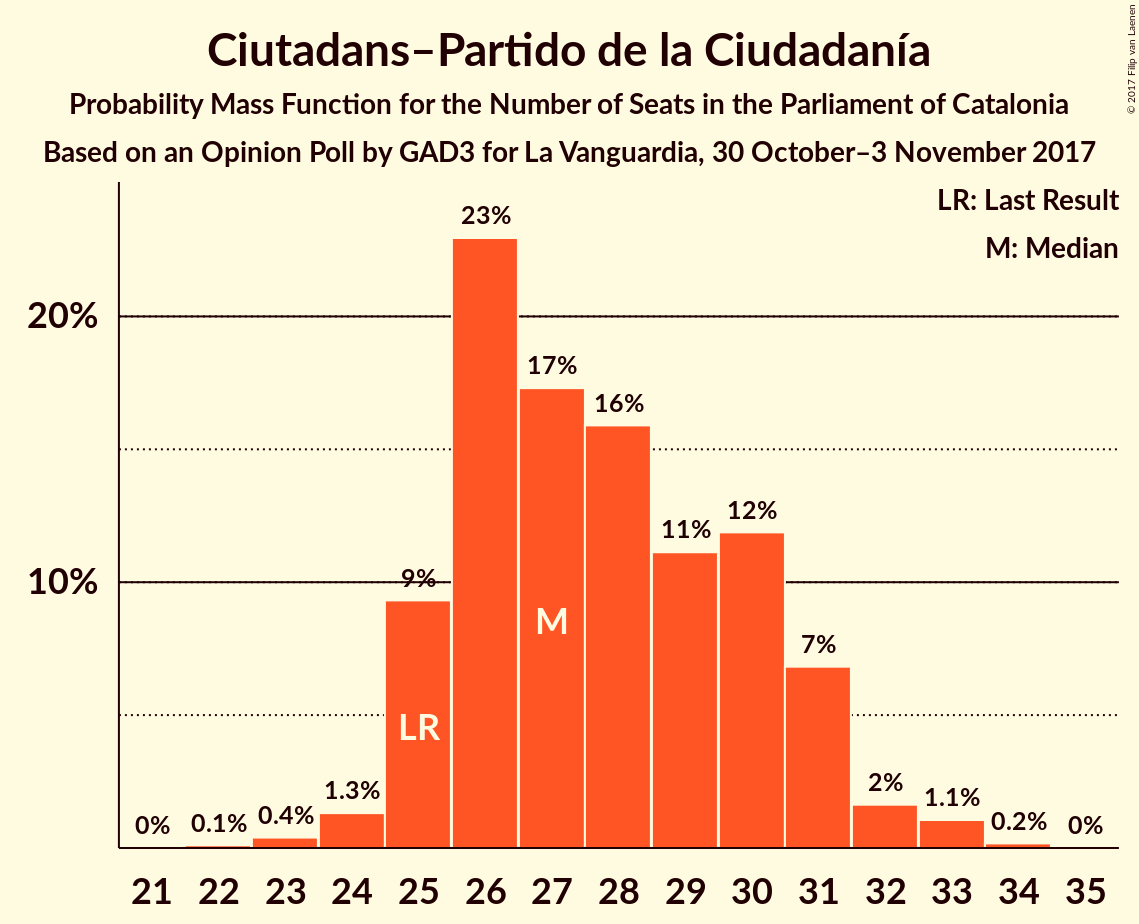 Ciutadans–Partido de la Ciudadanía
Probability Mass Function for the Number of Seats in the Parliament of Catalonia
Based on an Opinion Poll by GAD3 for La Vanguardia, 30 October–3 November 2017
© 2017 Filip van Laenen
LR: Last Result
M: Median
20%
10%
0%
0.1%
0.4%
1.3%
9%
23%
17%
16%
11%
12%
7%
2%
1.1%
0.2%
0%
LR
M
21 22 23 24 25 26 27 28 29 30 31 32 33 34 35